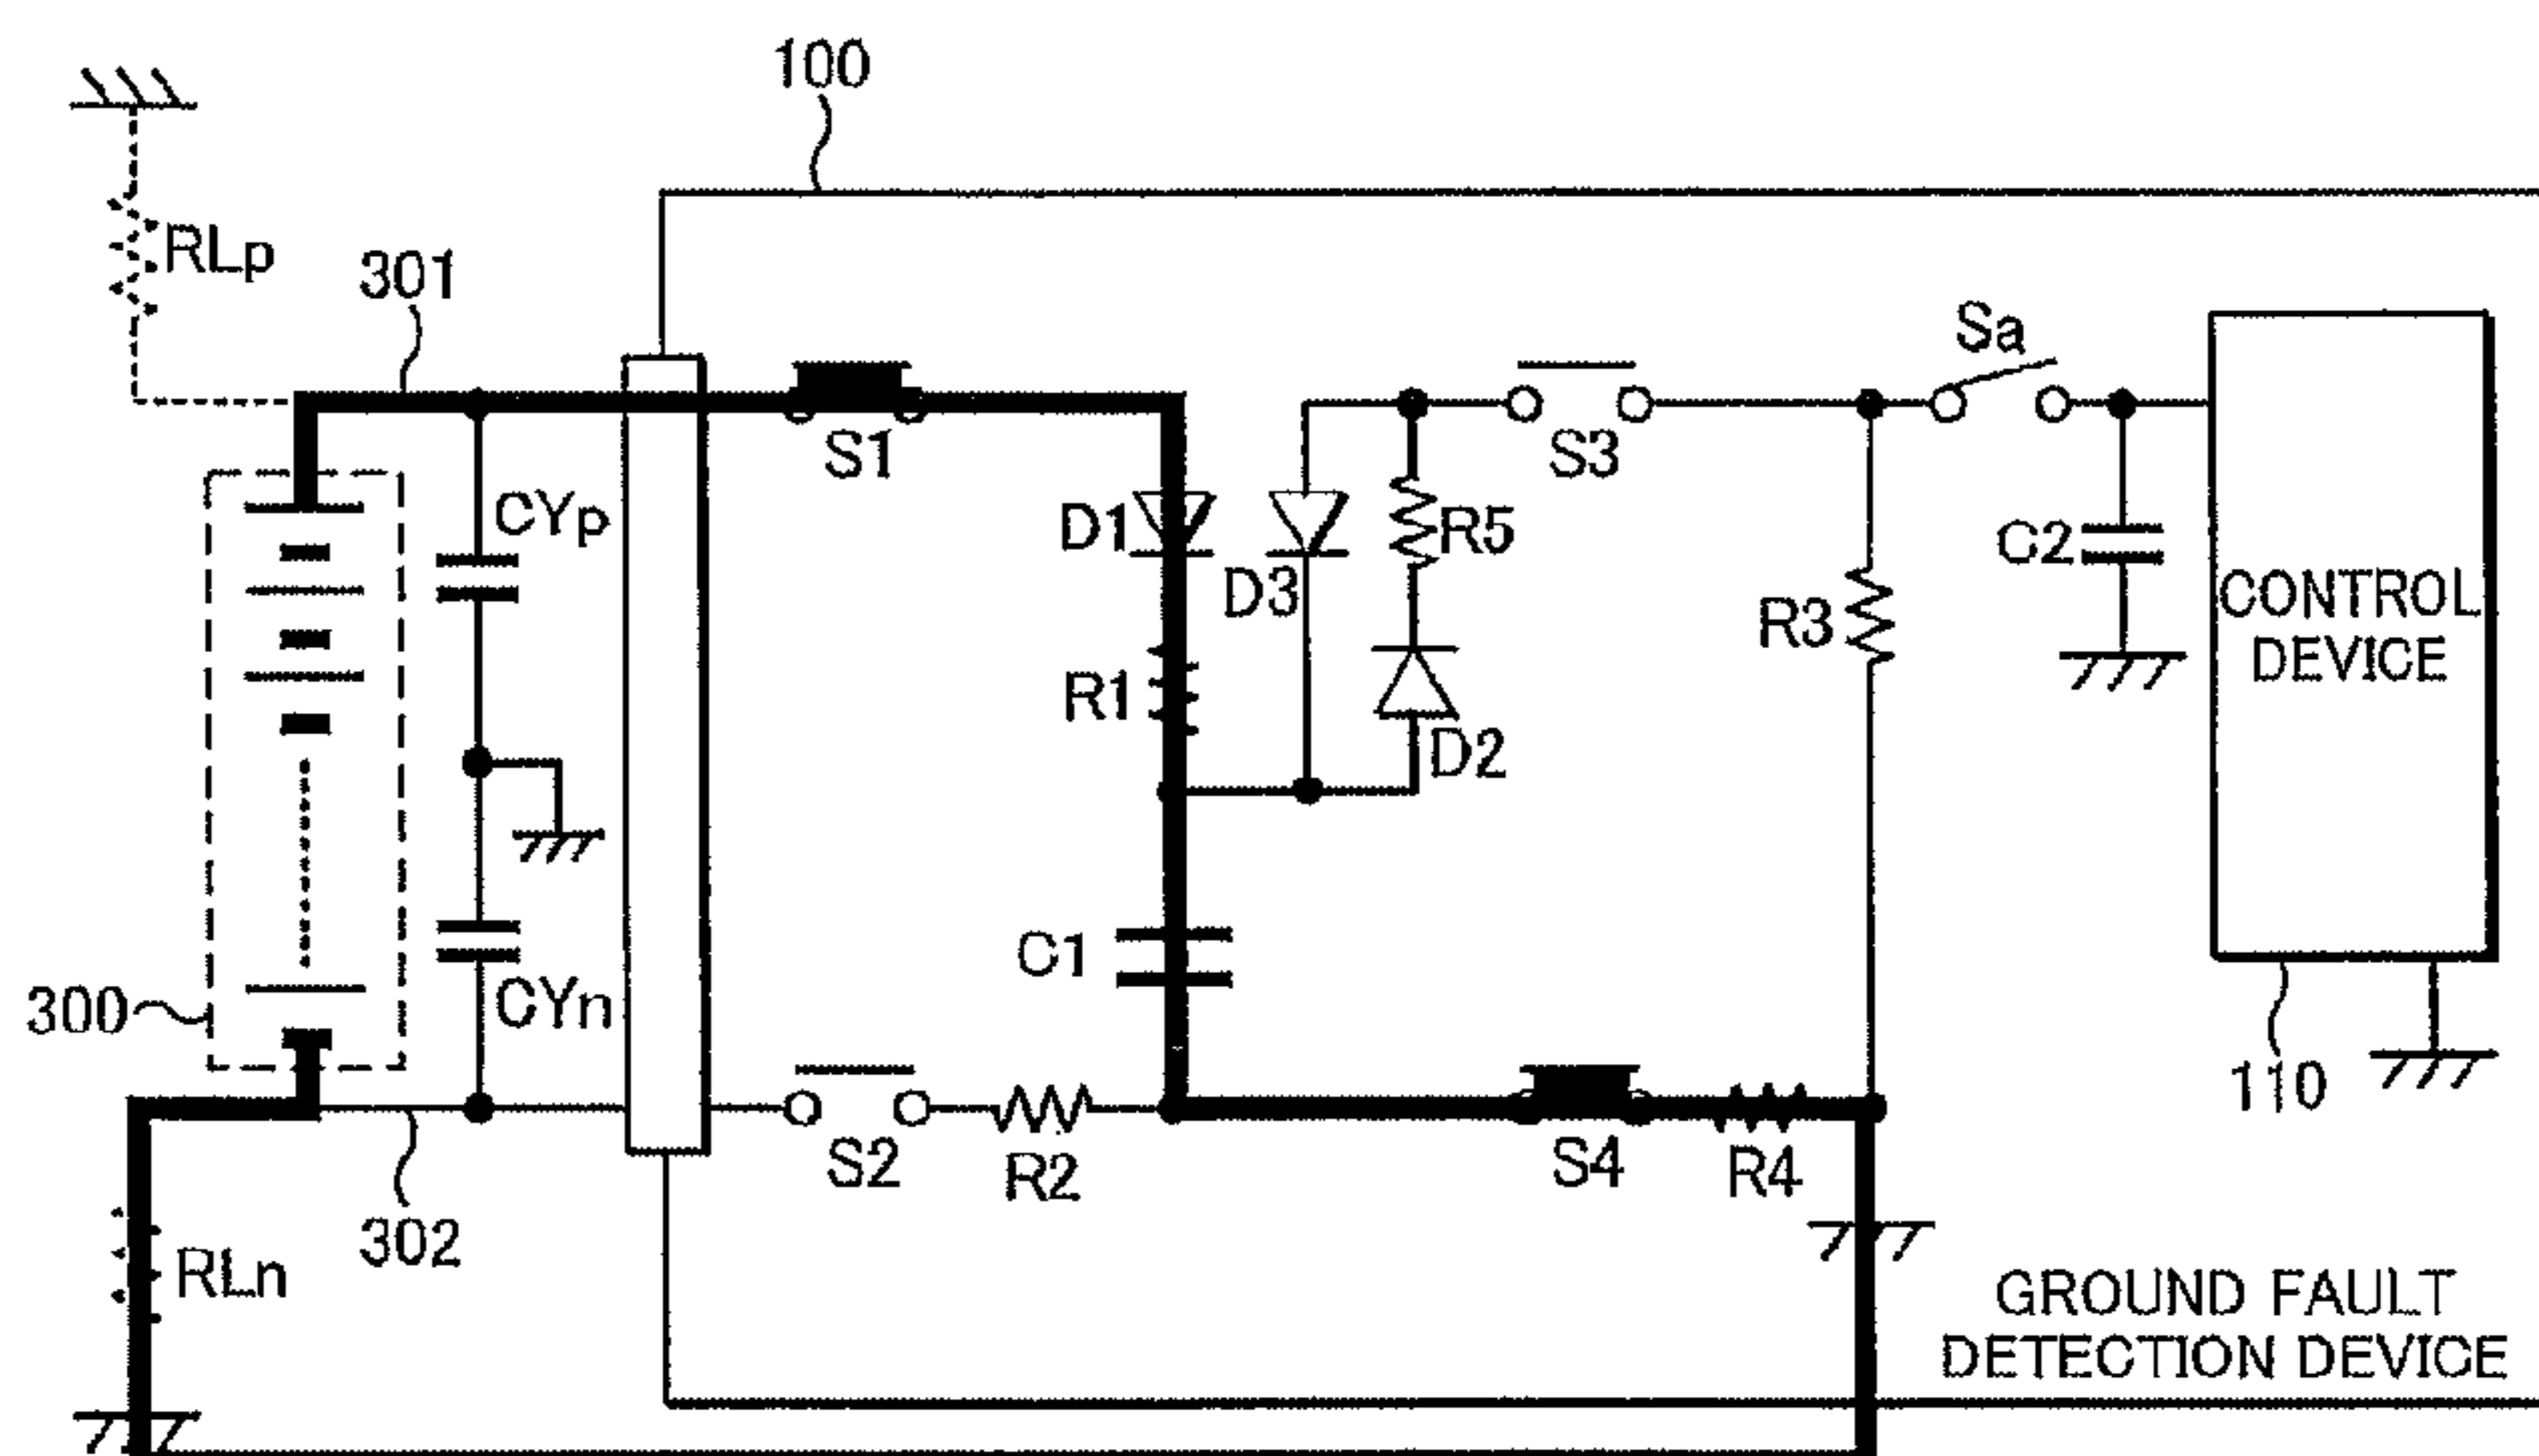 100
RLp
301
Sa
S1
S3
CYp
D1
R5
C2
D3
CONTROL
DEVICE
R3
R1
D2
C1
300
CYn
110
S2
R2
S4
R4
302
RLn
GROUND FAULT
DETECTION DEVICE